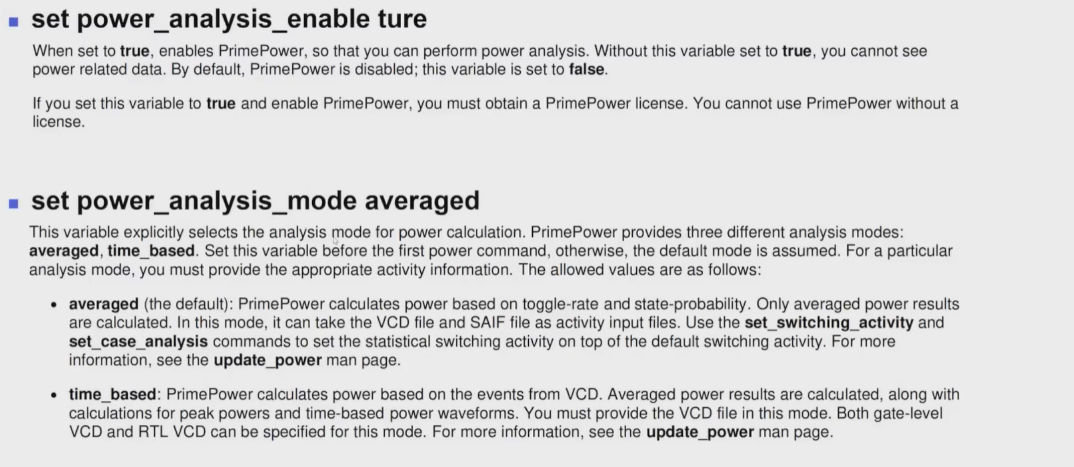 set power_analysis_enable ture
When set to true, enables PrimePower, so that you can perform power analysis. Without this variable set to true, you cannot see
power related data. By default, PrimePower is disabled; this variable is set to false.
If you set this variable to true and enable PrimePower, you must obtain a PrimePower license. You cannot use PrimePower without a
license.
set power_analysis_mode averaged
This variable explicitly selects the analysis mode for power calculation. PrimePower provides three different analysis modes:
averaged, time_based. Set this variable before the first power command, otherwise, the default mode is assumed. For a particular
analysis mode, you must provide the appropriate activity information. The allowed values are as follows:
• averaged (the default): PrimePower calculates power based on toggle-rate and state-probability. Only averaged power results
are calculated. In this mode, it can take the VCD file and SAIF file as activity input files. Use the set_switching_activity and
set_case_analysis commands to set the statistical switching activity on top of the default switching activity. For more
information, see the update_power man page.
• time_based: PrimePower calculates power based on the events from VCD. Averaged power results are calculated, along with
calculations for peak powers and time-based power waveforms. You must provide the VCD file in this mode. Both gate-level
VCD and RTL VCD can be specified for this mode. For more information, see the update_power man page.